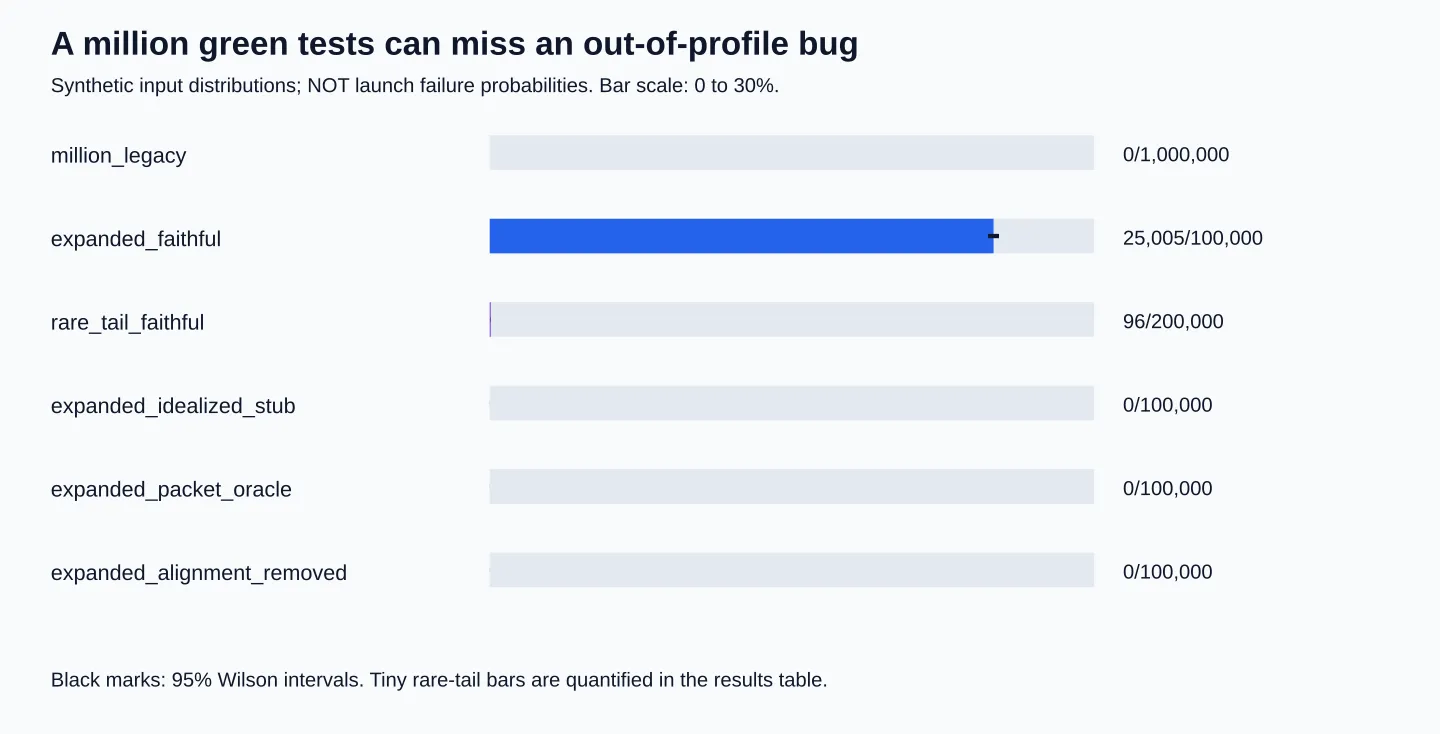 A million green tests can miss an out-of-profile bug
Synthetic input distributions; NOT launch failure probabilities. Bar scale: 0 to 30%.
million_legacy 0/1,000,000
expanded_faithful 25,005/100,000
rare_tail_faithful 96/200,000
expanded_idealized_stub 0/100,000
expanded_packet_oracle 0/100,000
expanded_alignment_removed 0/100,000
Black marks: 95% Wilson intervals. Tiny rare-tail bars are quantified in the results table.